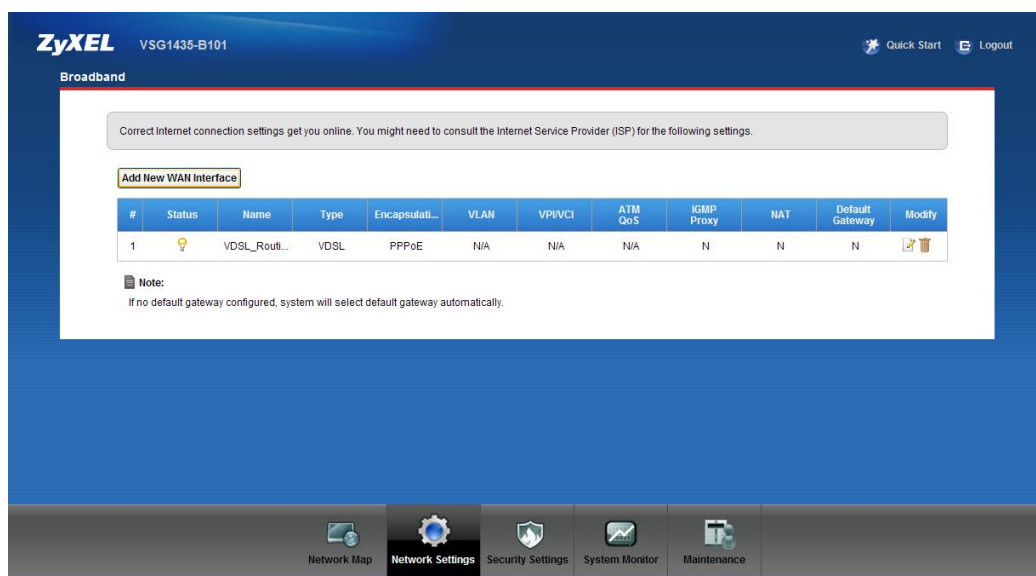 ZyXEL VSG1435-B101
Quick Start Logout
Broadband
Correct Internet connection settings get you online. You might need to consult the Internet Service Provider (ISP) for the following settings.
Add New WAN Interface
# Status Name Type Encapsulati... VLAN VPI/VCI ATM QoS IGMP Proxy NAT Default Gateway Modify
1 VDSL_Routi... VDSL PPPoE N/A N/A N/A N N N
Note:
If no default gateway configured, system will select default gateway automatically.
Network Map Network Settings Security Settings System Monitor Maintenance